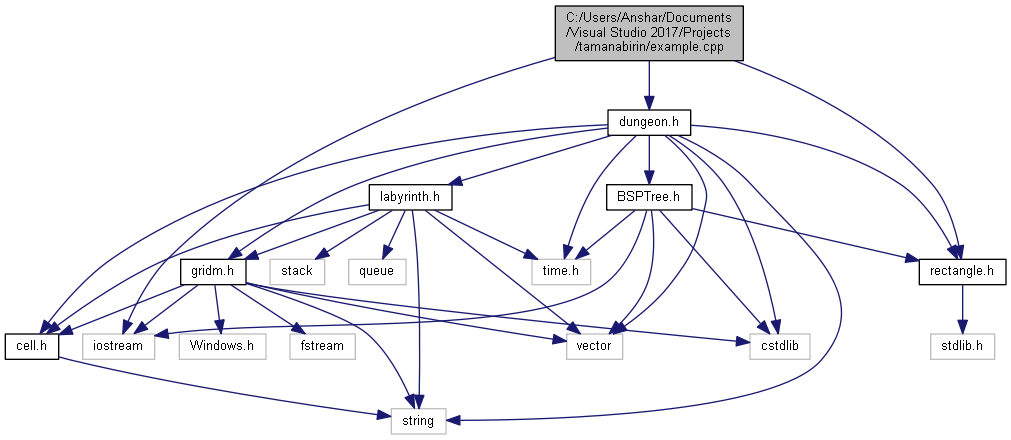 C:/Users/Anshar/Documents
/Visual Studio 2017/Projects
/tamanabirin/example.cpp
dungeon.h
labyrinth.h
BSPTree.h
gridm.h
stack
queue
time.h
rectangle.h
cell.h
iostream
Windows.h
fstream
vector
cstdlib
stdlib.h
string